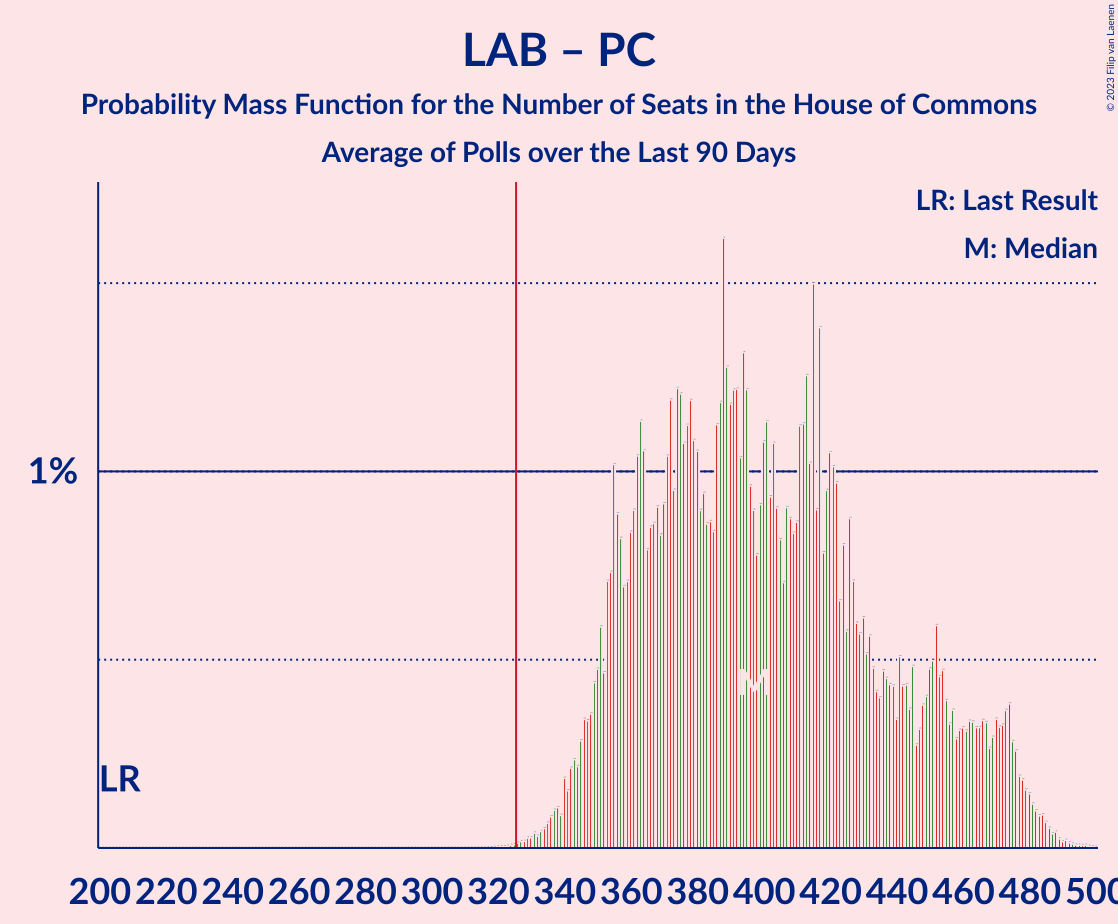 LAB – PC
Probability Mass Function for the Number of Seats in the House of Commons
Average of Polls over the Last 90 Days
© 2023 Filip van Laenen
LR: Last Result
M: Median
1%
M
LR
200 220 240 260 280 300 320 340 360 380 400 420 440 460 480 500